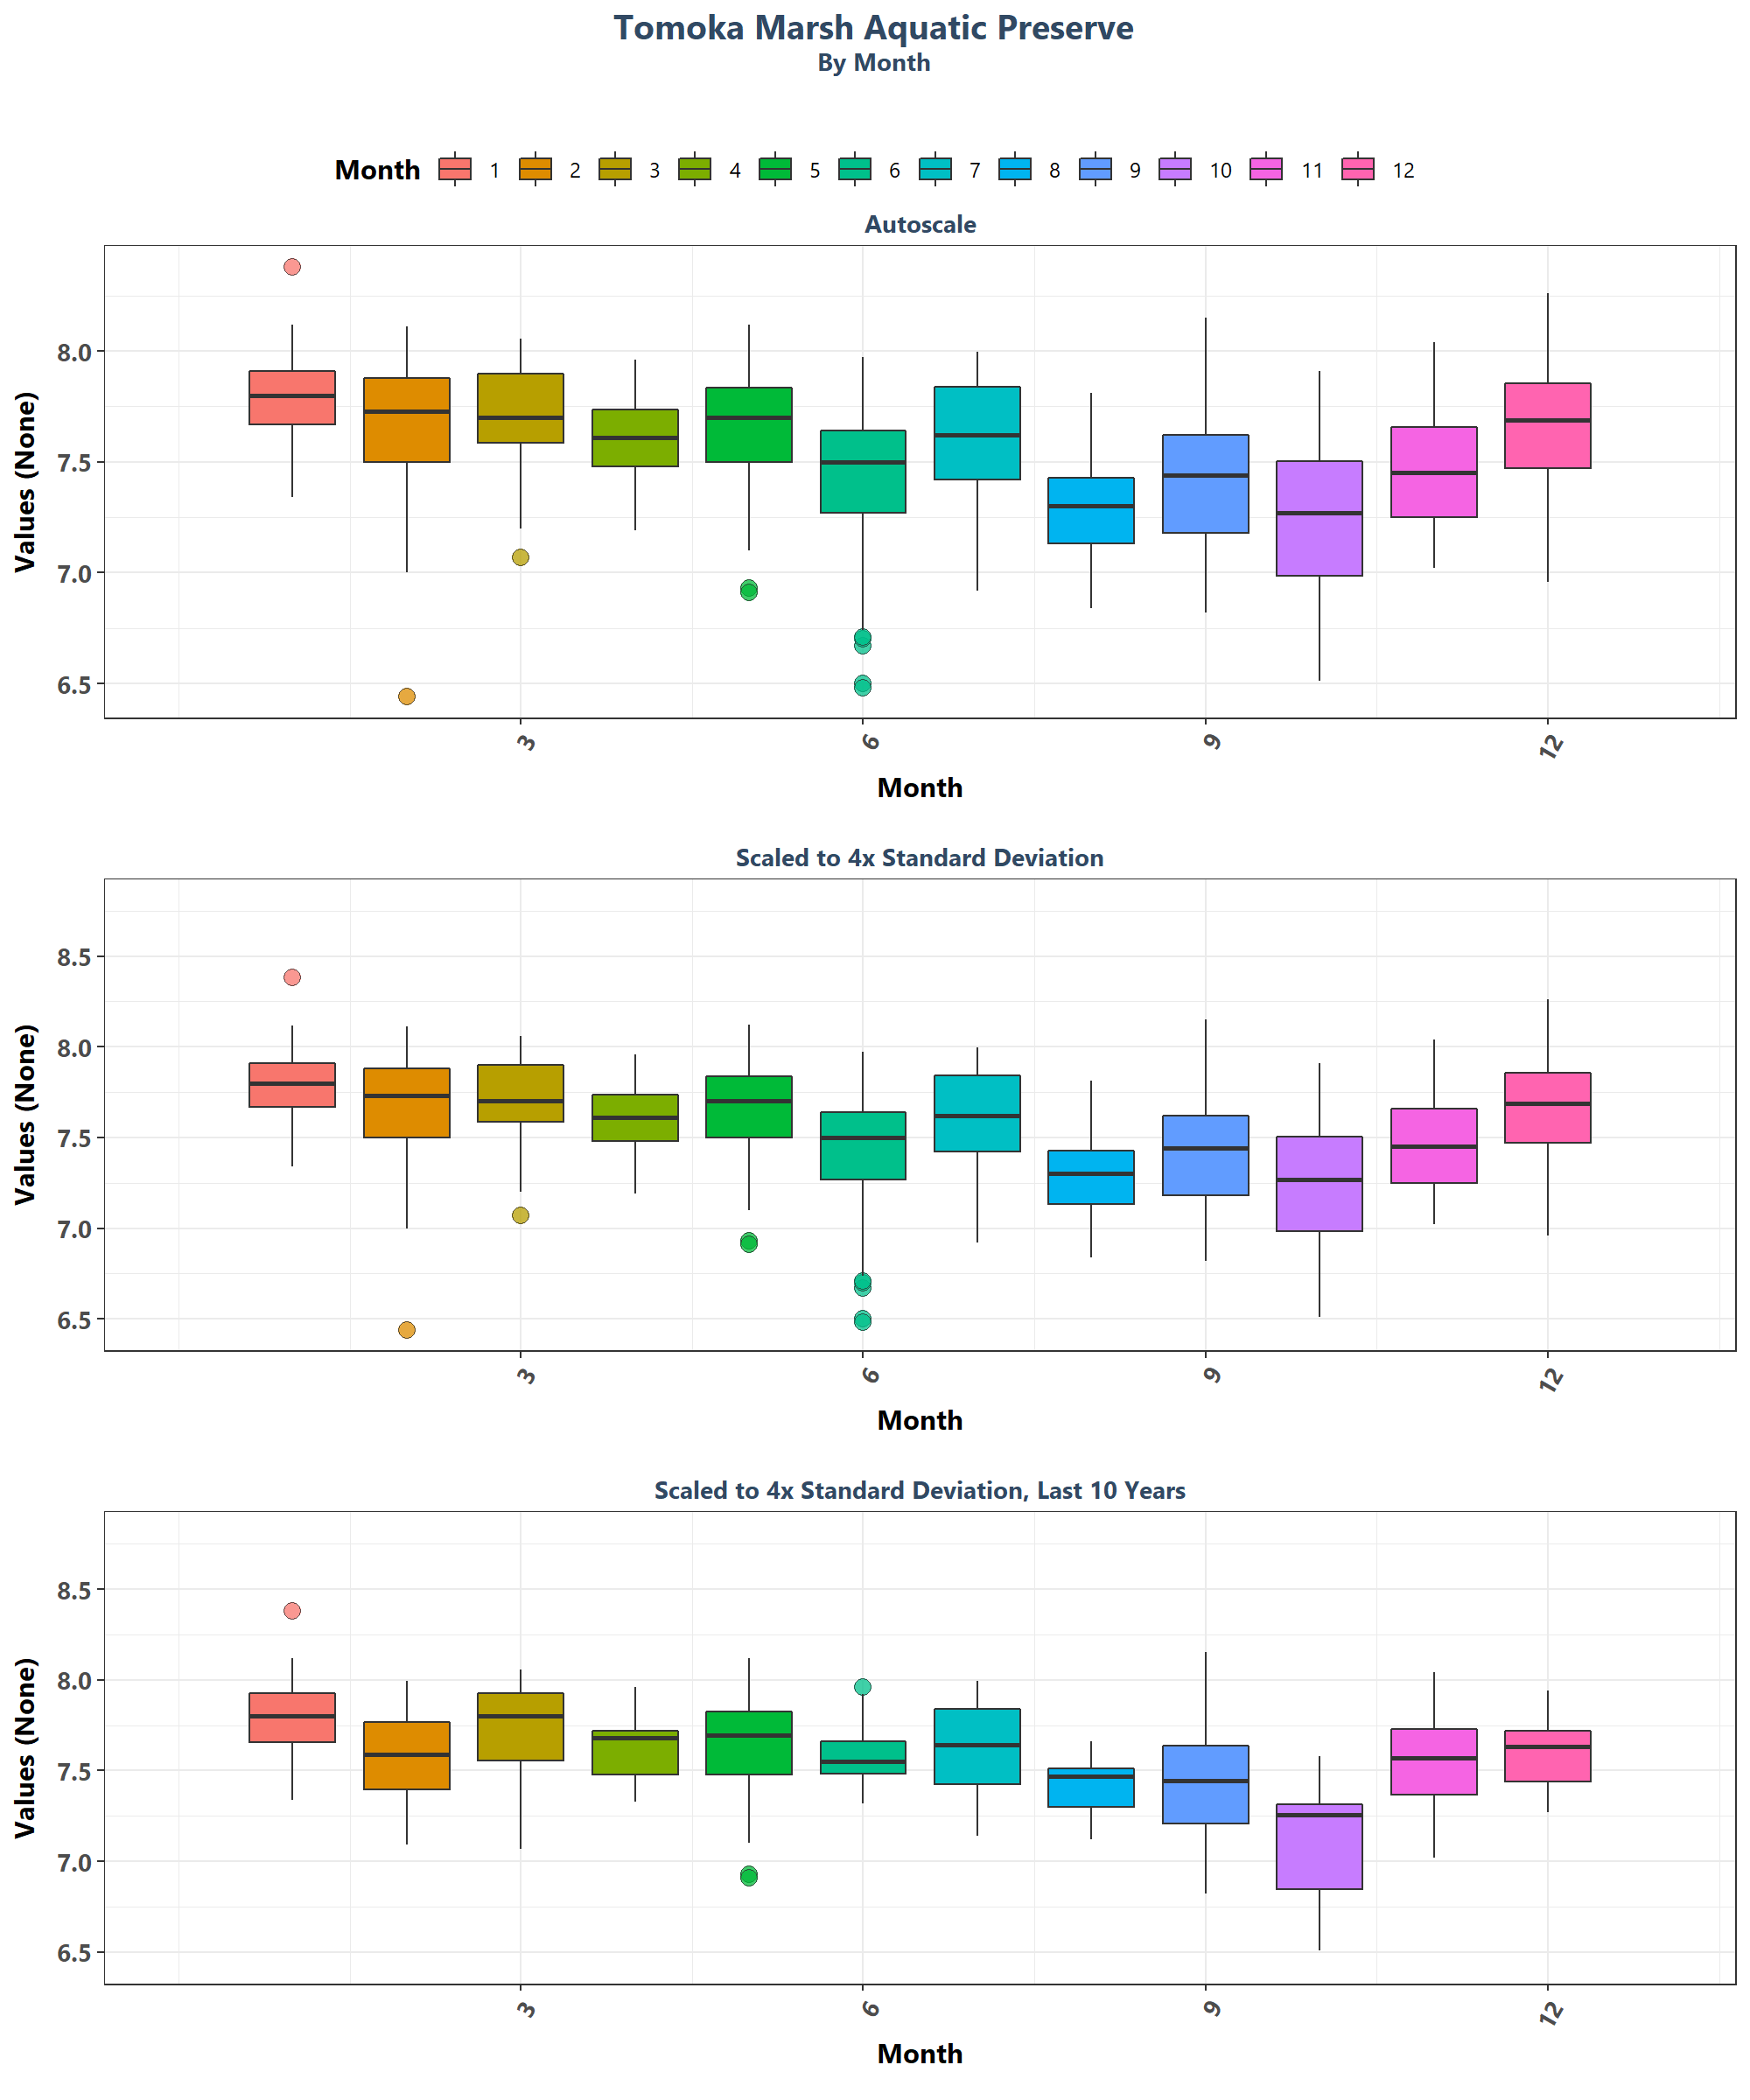 Tomoka Marsh Aquatic Preserve
By Month
Month 1 2 3 4 5 6 7 8 9 10 11 12
Autoscale
Values (None)
8.0
7.5
7.0
6.5
3 6 9 12
Month
Scaled to 4x Standard Deviation
Values (None)
8.5
8.0
7.5
7.0
6.5
3 6 9 12
Month
Scaled to 4x Standard Deviation, Last 10 Years
Values (None)
8.5
8.0
7.5
7.0
6.5
3 6 9 12
Month